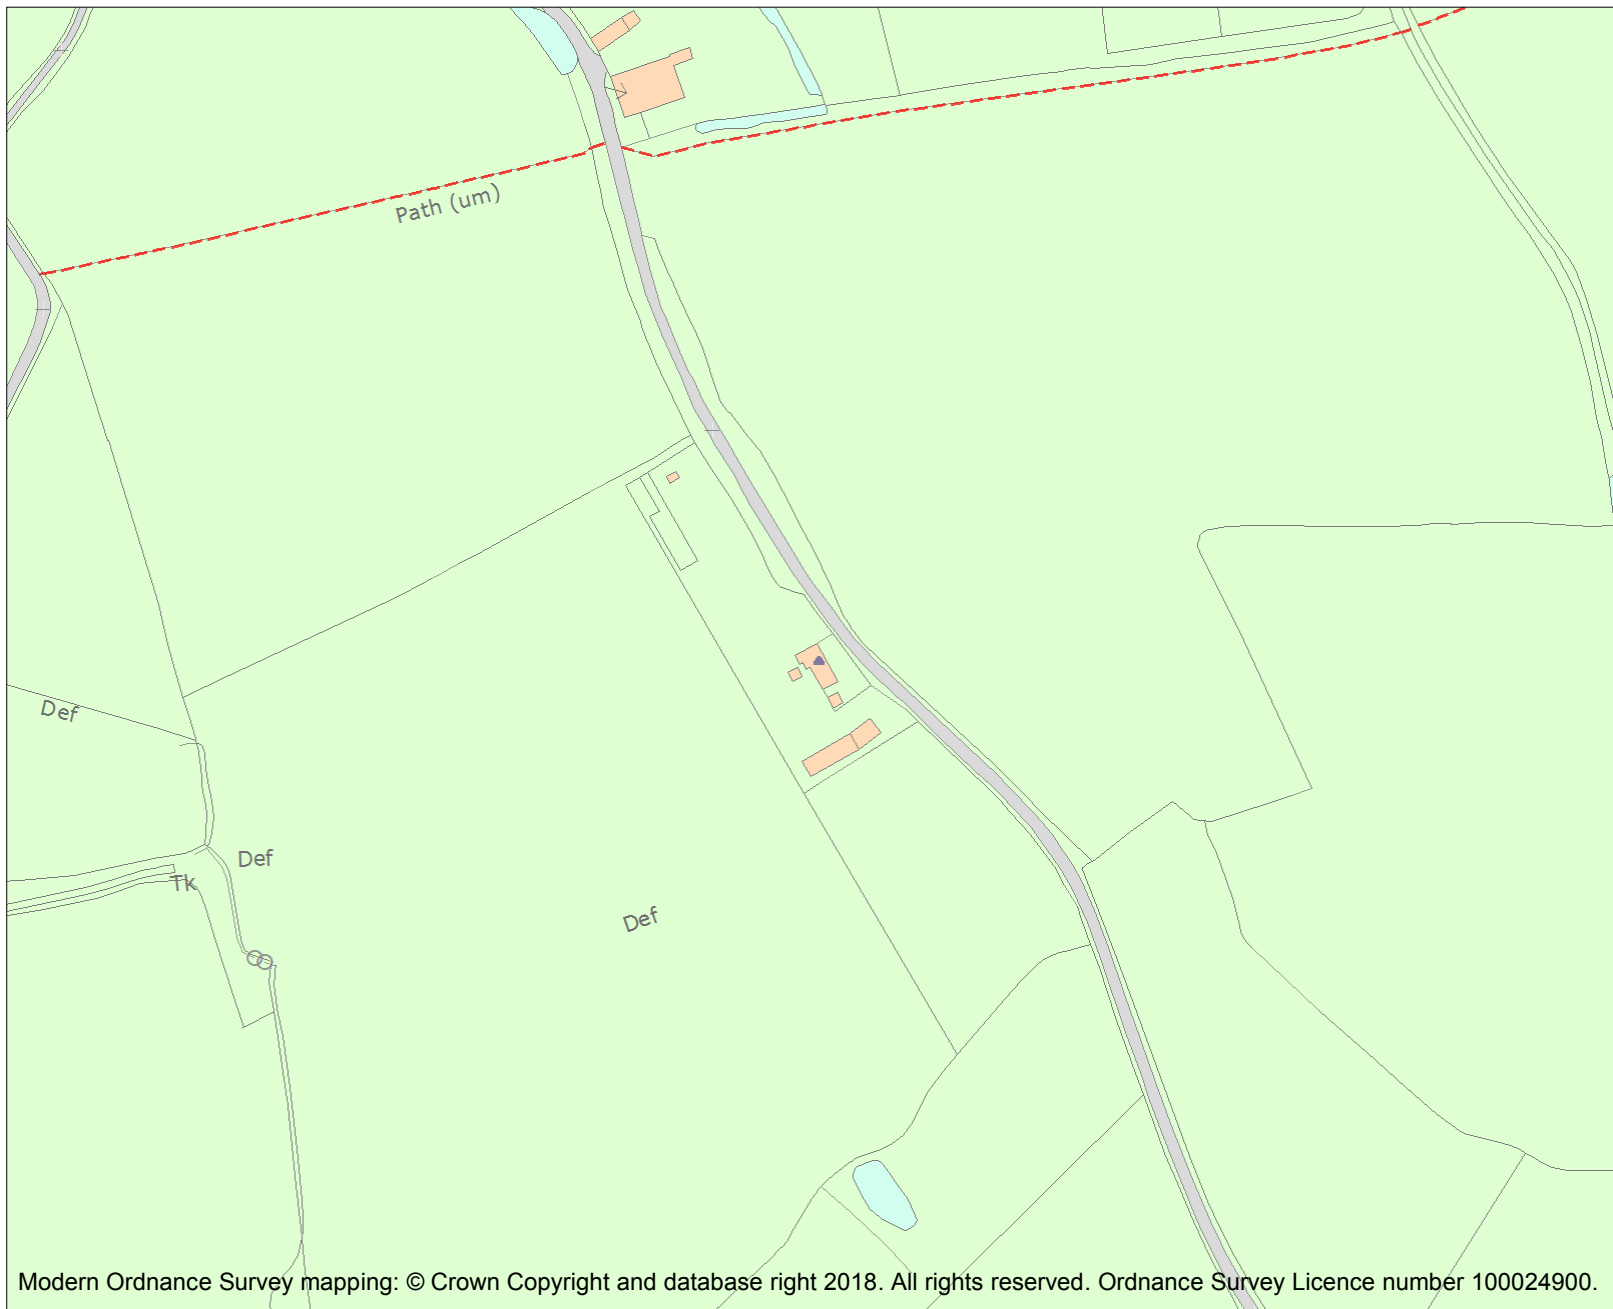 Path (um)
Def
Def
Tk
Def
Modern Ordnance Survey mapping: © Crown Copyright and database right 2018. All rights reserved. Ordnance Survey Licence number 100024900.